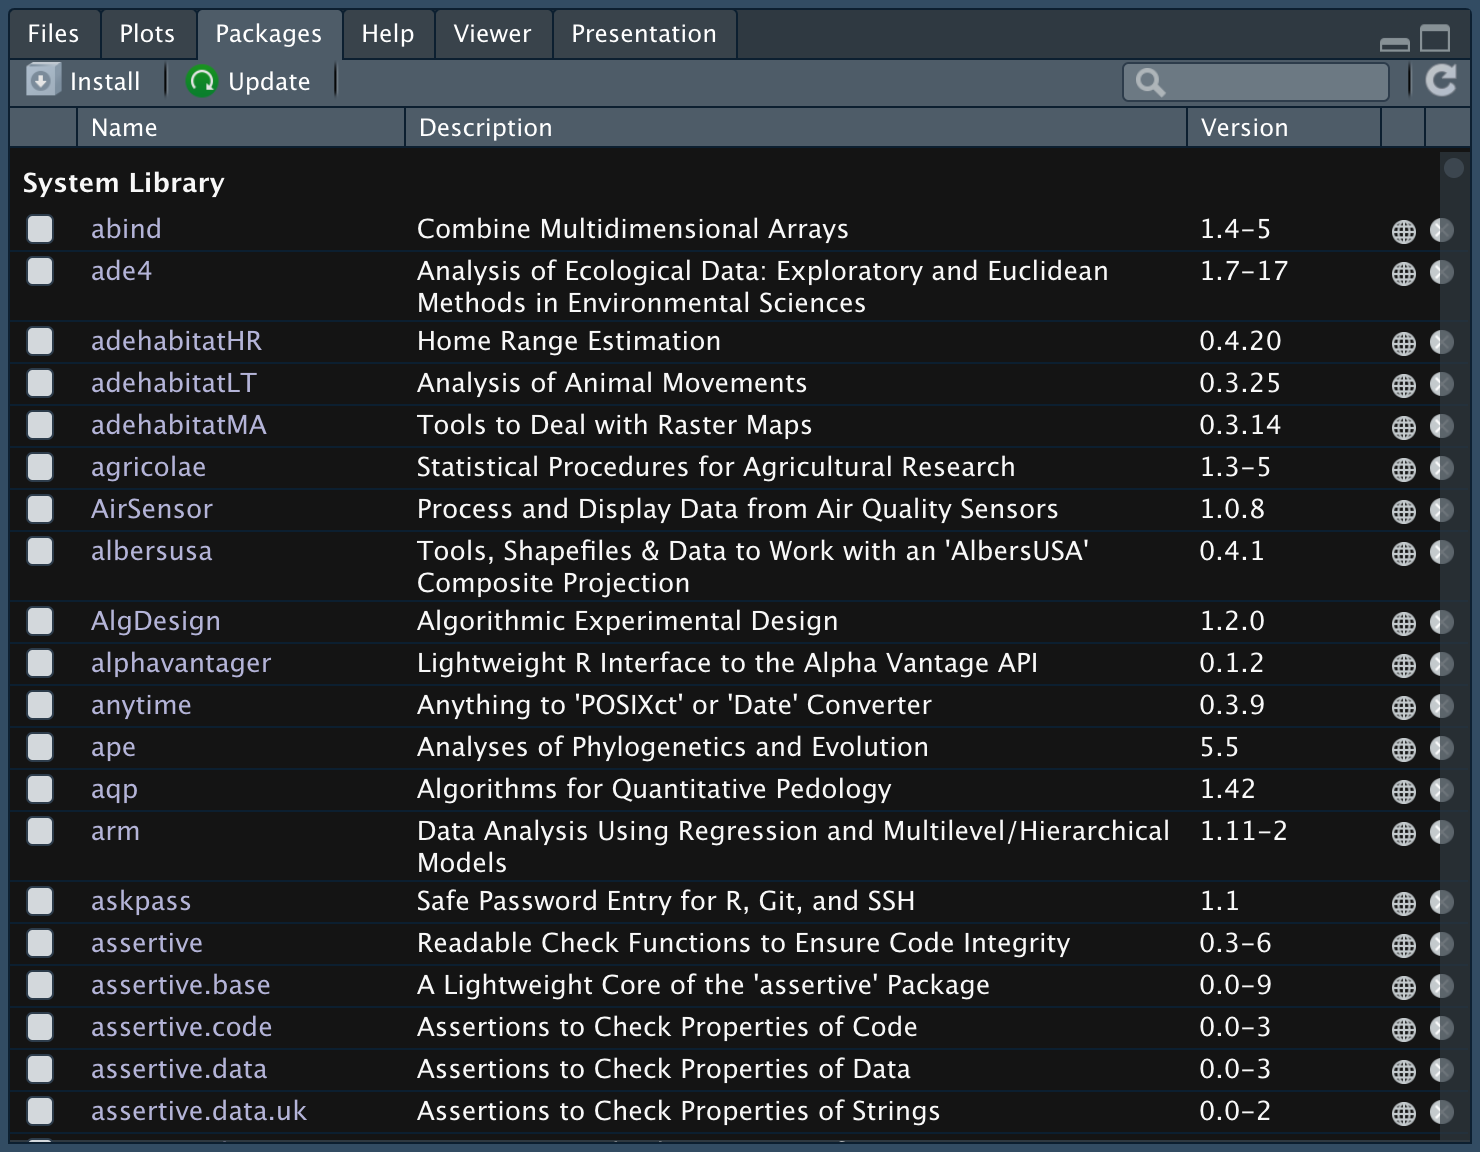 Files Plots Packages Help Viewer Presentation
Install Update
Name Description Version
System Library
abind Combine Multidimensional Arrays 1.4-5
ade4 Analysis of Ecological Data: Exploratory and Euclidean 1.7-17
Methods in Environmental Sciences
adehabitatHR Home Range Estimation 0.4.20
adehabitatLT Analysis of Animal Movements 0.3.25
adehabitatMA Tools to Deal with Raster Maps 0.3.14
agricolae Statistical Procedures for Agricultural Research 1.3-5
AirSensor Process and Display Data from Air Quality Sensors 1.0.8
albersusa Tools, Shapefiles & Data to Work with an 'AlbersUSA' 0.4.1
Composite Projection
AlgDesign Algorithmic Experimental Design 1.2.0
alphavantager Lightweight R Interface to the Alpha Vantage API 0.1.2
anytime Anything to 'POSIXct' or 'Date' Converter 0.3.9
ape Analyses of Phylogenetics and Evolution 5.5
aqp Algorithms for Quantitative Pedology 1.42
arm Data Analysis Using Regression and Multilevel/Hierarchical 1.11-2
Models
askpass Safe Password Entry for R, Git, and SSH 1.1
assertive Readable Check Functions to Ensure Code Integrity 0.3-6
assertive.base A Lightweight Core of the 'assertive' Package 0.0-9
assertive.code Assertions to Check Properties of Code 0.0-3
assertive.data Assertions to Check Properties of Data 0.0-3
assertive.data.uk Assertions to Check Properties of Strings 0.0-2